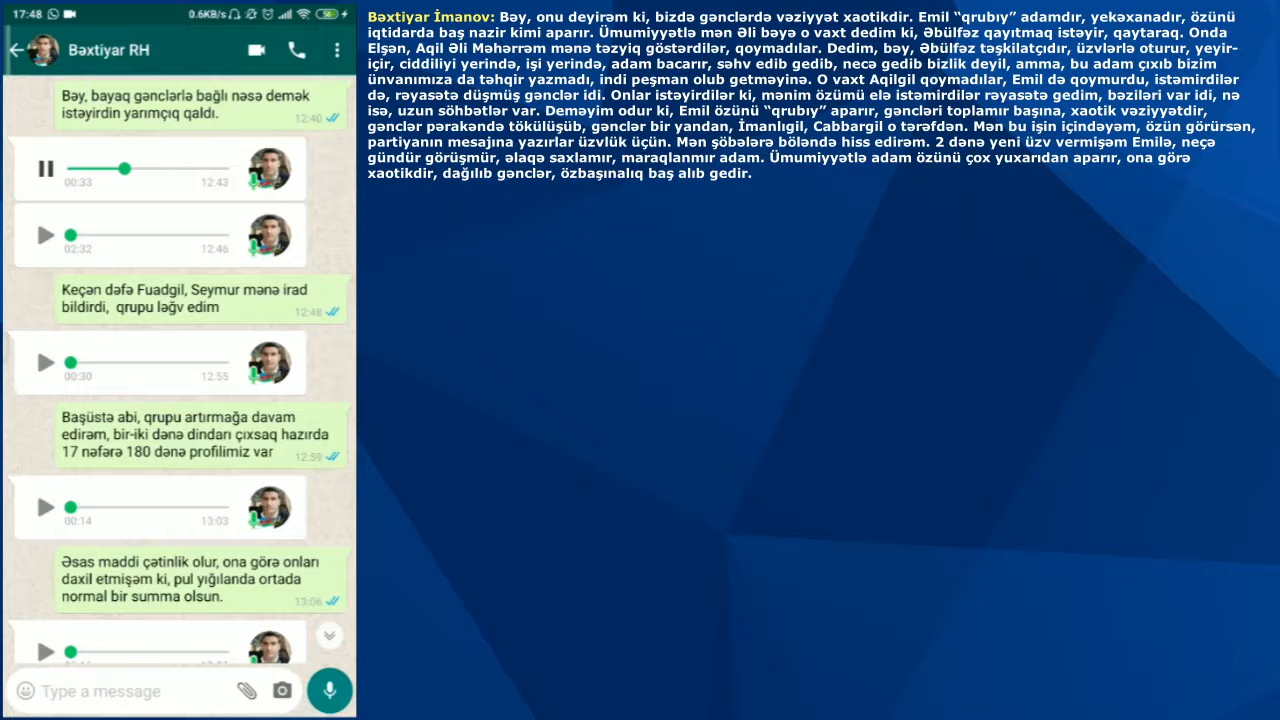 17:48
0.6KB/s
58
Bəxtiyar RH
Bəy, bayaq gənclərlə bağlı nəsə demək
istəyirdin yarımçıq qaldı.
12:40
00:33
12:43
02:32
12:46
Keçən dəfə Fuadgil, Seymur mənə irad
bildirdi, qrupu ləğv edim
12:48
00:30
12:55
Başüstə abi, qrupu artırmağa davam
edirəm, bir-iki dənə dindarı çıxsaq hazırda
17 nəfərə 180 dənə profilimiz var
12:59
00:14
13:03
Əsas maddi çətinlik olur, ona görə onları
daxil etmişəm ki, pul yığılanda ortada
normal bir summa olsun.
13:06
Type a message
Bəxtiyar İmanov: Bəy, onu deyirəm ki, bizdə gənclərdə vəziyyət xaotikdir. Emil “qrubıy” adamdır, yekəxanadır, özünü
iqtidarda baş nazir kimi aparır. Ümumiyyətlə mən Əli bəyə o vaxt dedim ki, Əbülfəz qayıtmaq istəyir, qaytaraq. Onda
Elşən, Aqil Əli Məhərrəm mənə təzyiq göstərdilər, qoymadılar. Dedim, bəy, Əbülfəz təşkilatçıdır, üzvlərlə oturur, yeyir-
içir, ciddiliyi yerində, işi yerində, adam bacarır, səhv edib gedib, necə gedib bizlik deyil, amma, bu adam çıxıb bizim
ünvanımıza da təhqir yazmadı, indi peşman olub getməyinə. O vaxt Aqilgil qoymadılar, Emil də qoymurdu, istəmirdilər
də, rəyasətə düşmüş gənclər idi. Onlar istəyirdilər ki, mənim özümü elə istəmirdilər rəyasətə gedim, bəziləri var idi, nə
isə, uzun söhbətlər var. Deməyim odur ki, Emil özünü “qrubıy” aparır, gəncləri toplamır başına, xaotik vəziyyətdir,
gənclər pərakəndə tökülüşüb, gənclər bir yandan, İmanlıgil, Cabbargil o tərəfdən. Mən bu işin içindəyəm, özün görürsən,
partiyanın mesajına yazırlar üzvlük üçün. Mən şöbələrə böləndə hiss edirəm. 2 dənə yeni üzv vermişəm Emilə, neçə
gündür görüşmür, əlaqə saxlamır, maraqlanmır adam. Ümumiyyətlə adam özünü çox yuxarıdan aparır, ona görə
xaotikdir, dağılıb gənclər, özbaşınalıq baş alıb gedir.